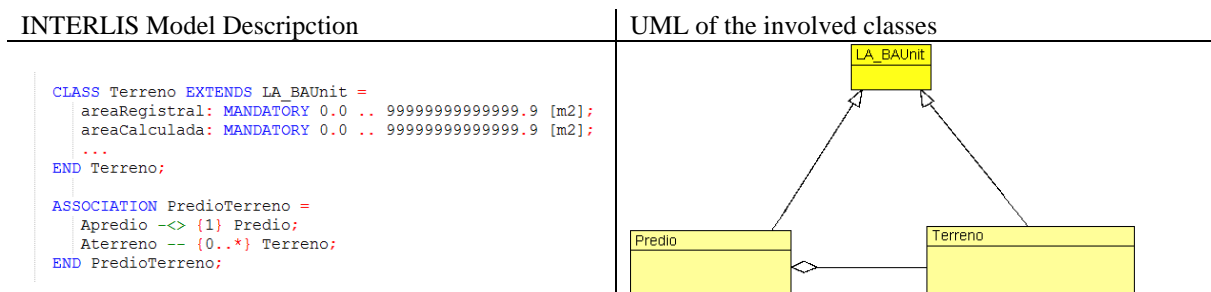 INTERLIS Model Descripction
UML of the involved classes
CLASS Terreno EXTENDS LA_BAUnit =
areaRegistral: MANDATORY 0.0 .. 99999999999999.9 [m2];
areaCalculada: MANDATORY 0.0 .. 99999999999999.9 [m2];
...
END Terreno;
ASSOCIATION PredioTerreno =
Apredio -<> {1} Predio;
Aterreno -- {0..*} Terreno;
END PredioTerreno;
LA_BAUnit
Predio
Terreno